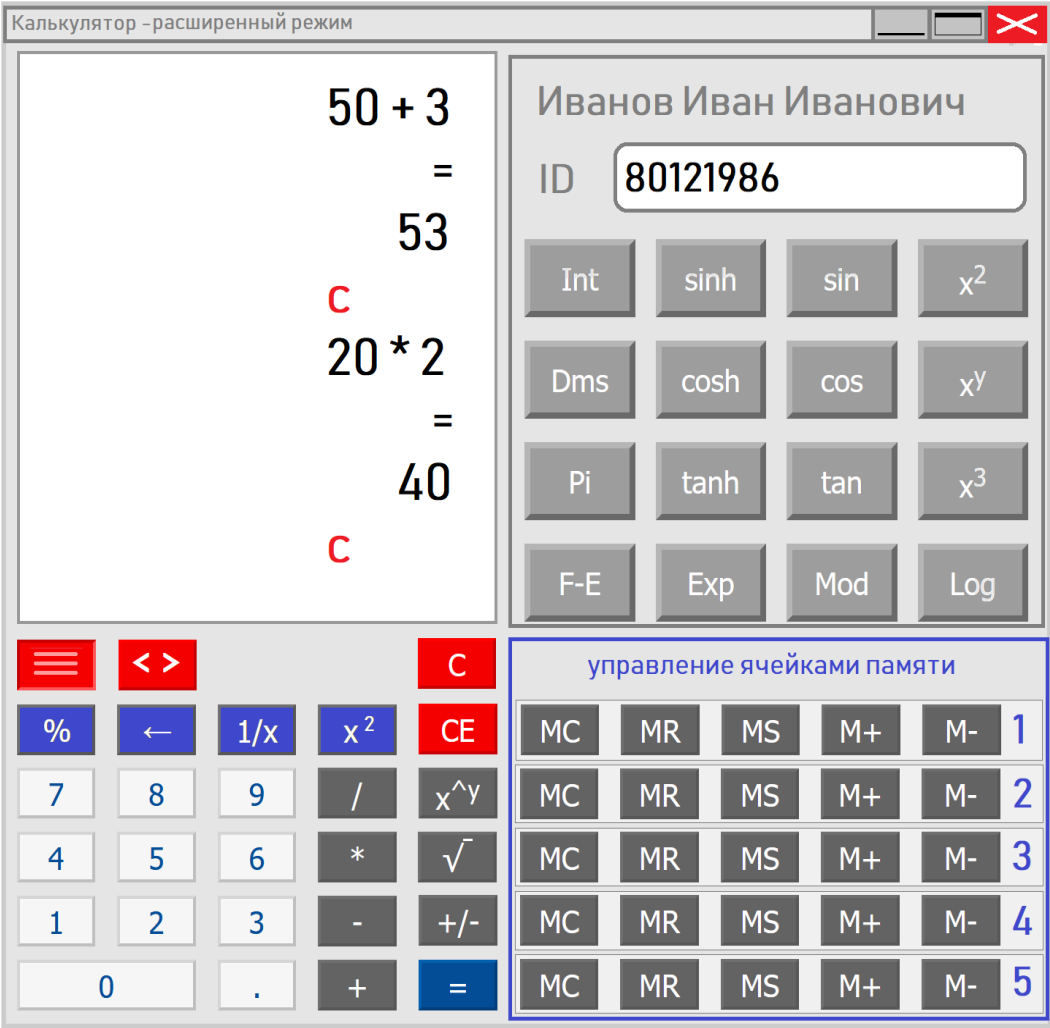 Калькулятор -расширенный режим
50 + 3
=
53
C
20 * 2
=
40
C
Иванов Иван Иванович
ID 80121986
Int sinh sin x²
Dms cosh cos xʸ
Pi tanh tan x³
F-E Exp Mod Log
< > C
% ← 1/x x² CE
7 8 9 / x^y
4 5 6 * √
1 2 3 - +/-
0 . + =
управление ячейками памяти
MC MR MS M+ M- 1
MC MR MS M+ M- 2
MC MR MS M+ M- 3
MC MR MS M+ M- 4
MC MR MS M+ M- 5